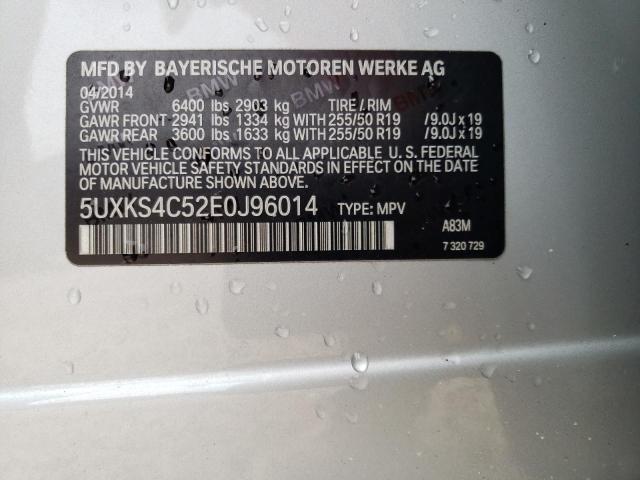 MFD BY BAYERISCHE MOTOREN WERKE AG
04/2014
GVWR 6400 lbs 2903 kg TIRE / RIM
GAWR FRONT 2941 lbs 1334 kg WITH 255/50 R19 /9.0J x 19
GAWR REAR 3600 lbs 1633 kg WITH 255/50 R19 /9.0J x 19
THIS VEHICLE CONFORMS TO ALL APPLICABLE U. S. FEDERAL
MOTOR VEHICLE SAFETY STANDARDS IN EFFECT ON THE
DATE OF MANUFACTURE SHOWN ABOVE.
5UXKS4C52E0J96014 TYPE: MPV
A83M
7 320 729
BMW
BMW
BMW